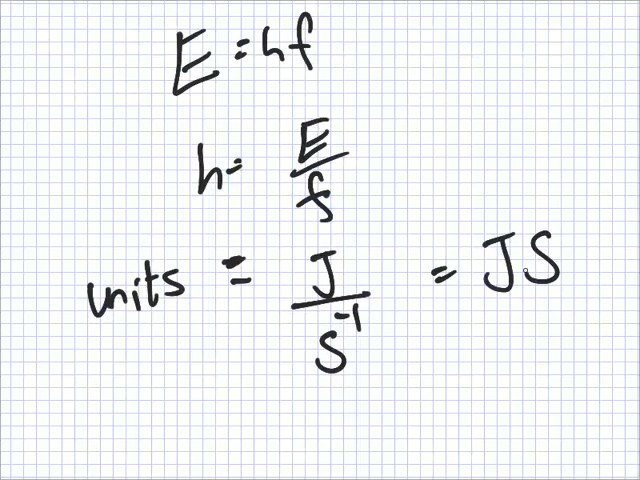 E = hf
h = E/f
units = J/s⁻¹ = JS